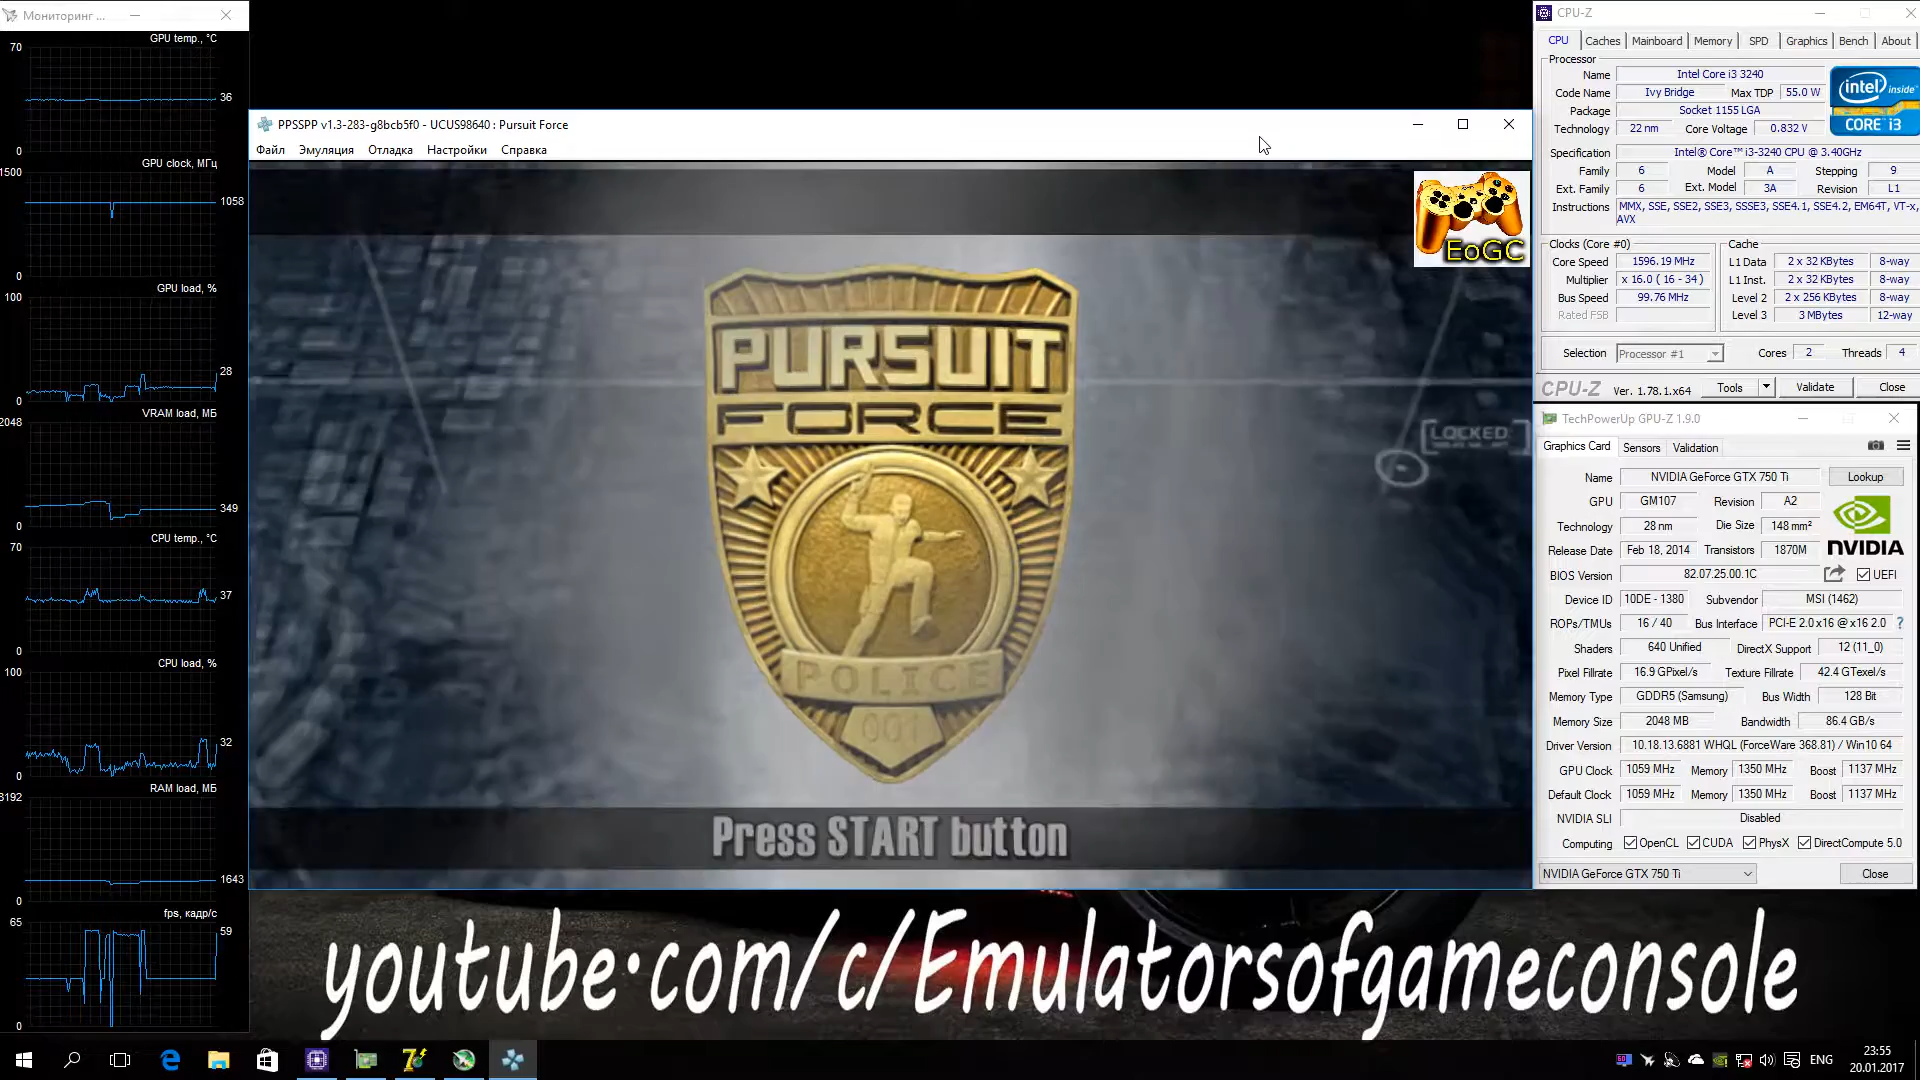 Мониторинг ...
GPU temp., °C
70
36
0
GPU clock, МГц
1500
1058
0
GPU load, %
100
28
0
VRAM load, МБ
2048
349
0
CPU temp., °C
70
37
0
CPU load, %
100
32
0
RAM load, МБ
8192
1643
0
fps, кадр/с
65
59
0
PPSSPP v1.3-283-g8bcb5f0 - UCUS98640 : Pursuit Force
Файл Эмуляция Отладка Настройки Справка
EoGC
PURSUIT
FORCE
LOCKED
POLICE
001
Press START button
CPU-Z
CPU Caches Mainboard Memory SPD Graphics Bench About
Processor
Name Intel Core i3 3240
Code Name Ivy Bridge Max TDP 55.0 W
Package Socket 1155 LGA
Technology 22 nm Core Voltage 0.832 V
intel inside
CORE i3
Specification Intel® Core™ i3-3240 CPU @ 3.40GHz
Family 6 Model A Stepping 9
Ext. Family 6 Ext. Model 3A Revision L1
Instructions MMX, SSE, SSE2, SSE3, SSSE3, SSE4.1, SSE4.2, EM64T, VT-x,
AVX
Clocks (Core #0)
Core Speed 1596.19 MHz
Multiplier x 16.0 ( 16 - 34 )
Bus Speed 99.76 MHz
Rated FSB
Cache
L1 Data 2 x 32 KBytes 8-way
L1 Inst. 2 x 32 KBytes 8-way
Level 2 2 x 256 KBytes 8-way
Level 3 3 MBytes 12-way
Selection Processor #1 Cores 2 Threads 4
CPU-Z Ver. 1.78.1.x64 Tools Validate Close
TechPowerUp GPU-Z 1.9.0
Graphics Card Sensors Validation
Name NVIDIA GeForce GTX 750 Ti Lookup
GPU GM107 Revision A2
Technology 28 nm Die Size 148 mm²
Release Date Feb 18, 2014 Transistors 1870M
NVIDIA
BIOS Version 82.07.25.00.1C UEFI
Device ID 10DE - 1380 Subvendor MSI (1462)
ROPs/TMUs 16 / 40 Bus Interface PCI-E 2.0 x16 @ x16 2.0 ?
Shaders 640 Unified DirectX Support 12 (11_0)
Pixel Fillrate 16.9 GPixel/s Texture Fillrate 42.4 GTexel/s
Memory Type GDDR5 (Samsung) Bus Width 128 Bit
Memory Size 2048 MB Bandwidth 86.4 GB/s
Driver Version 10.18.13.6881 WHQL (ForceWare 368.81) / Win10 64
GPU Clock 1059 MHz Memory 1350 MHz Boost 1137 MHz
Default Clock 1059 MHz Memory 1350 MHz Boost 1137 MHz
NVIDIA SLI Disabled
Computing OpenCL CUDA PhysX DirectCompute 5.0
NVIDIA GeForce GTX 750 Ti Close
youtube.com/c/Emulatorsofgameconsole
ENG
23:55
20.01.2017